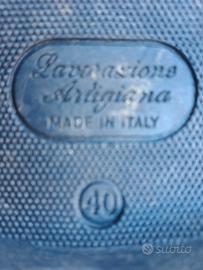 Lavorazione
Artigiana
MADE IN ITALY
40
subito